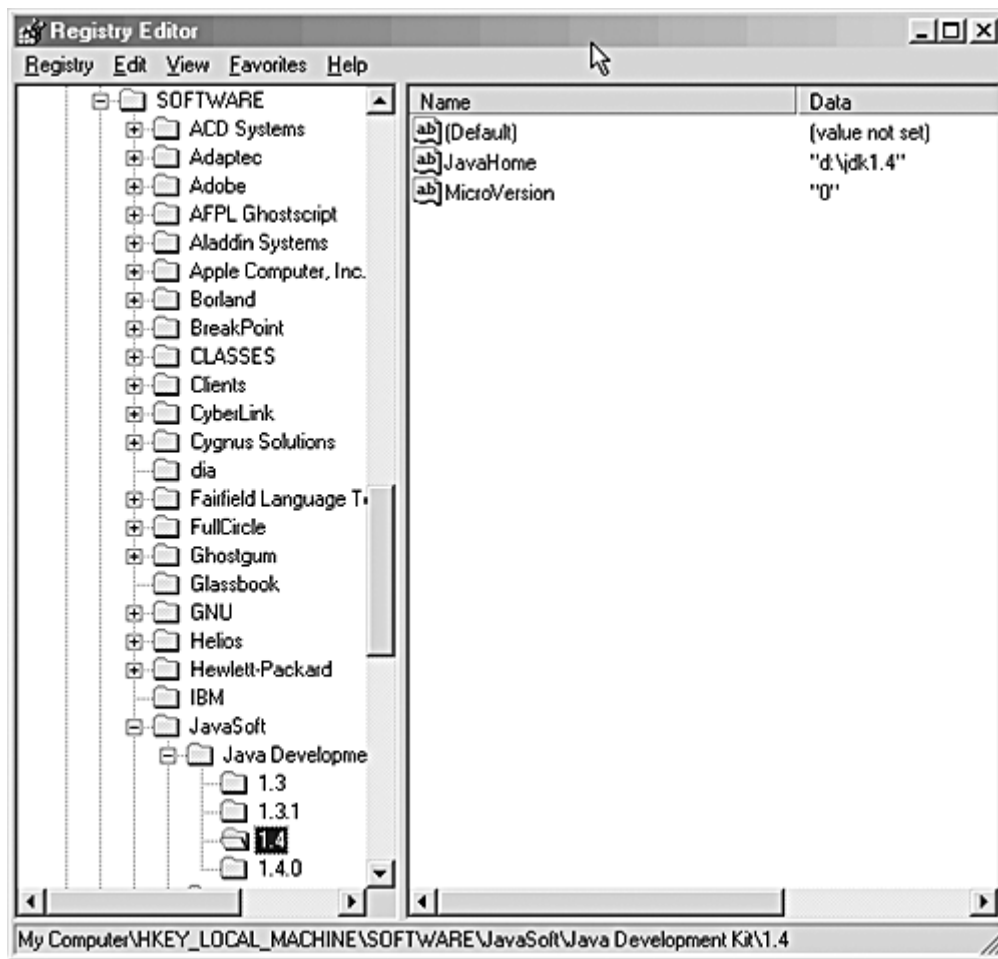 Registry Editor
Registry Edit View Favorites Help
SOFTWARE
ACD Systems
Adaptec
Adobe
AFPL Ghostscript
Aladdin Systems
Apple Computer, Inc.
Borland
BreakPoint
CLASSES
Clients
CyberLink
Cygnus Solutions
dia
Fairfield Language T
FullCircle
Ghostgum
Glassbook
GNU
Helios
Hewlett-Packard
IBM
JavaSoft
Java Developme
1.3
1.3.1
1.4
1.4.0
Name Data
ab (Default) (value not set)
ab JavaHome "d:\jdk1.4"
ab MicroVersion "0"
My Computer\HKEY_LOCAL_MACHINE\SOFTWARE\JavaSoft\Java Development Kit\1.4